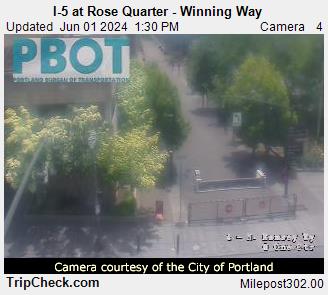 I-5 at Rose Quarter - Winning Way
Updated Jun 01 2024 1:30 PM Camera 4
PBOT
PORTLAND BUREAU OF TRANSPORTATION
Camera courtesy of the City of Portland
TripCheck.com Milepost302.00